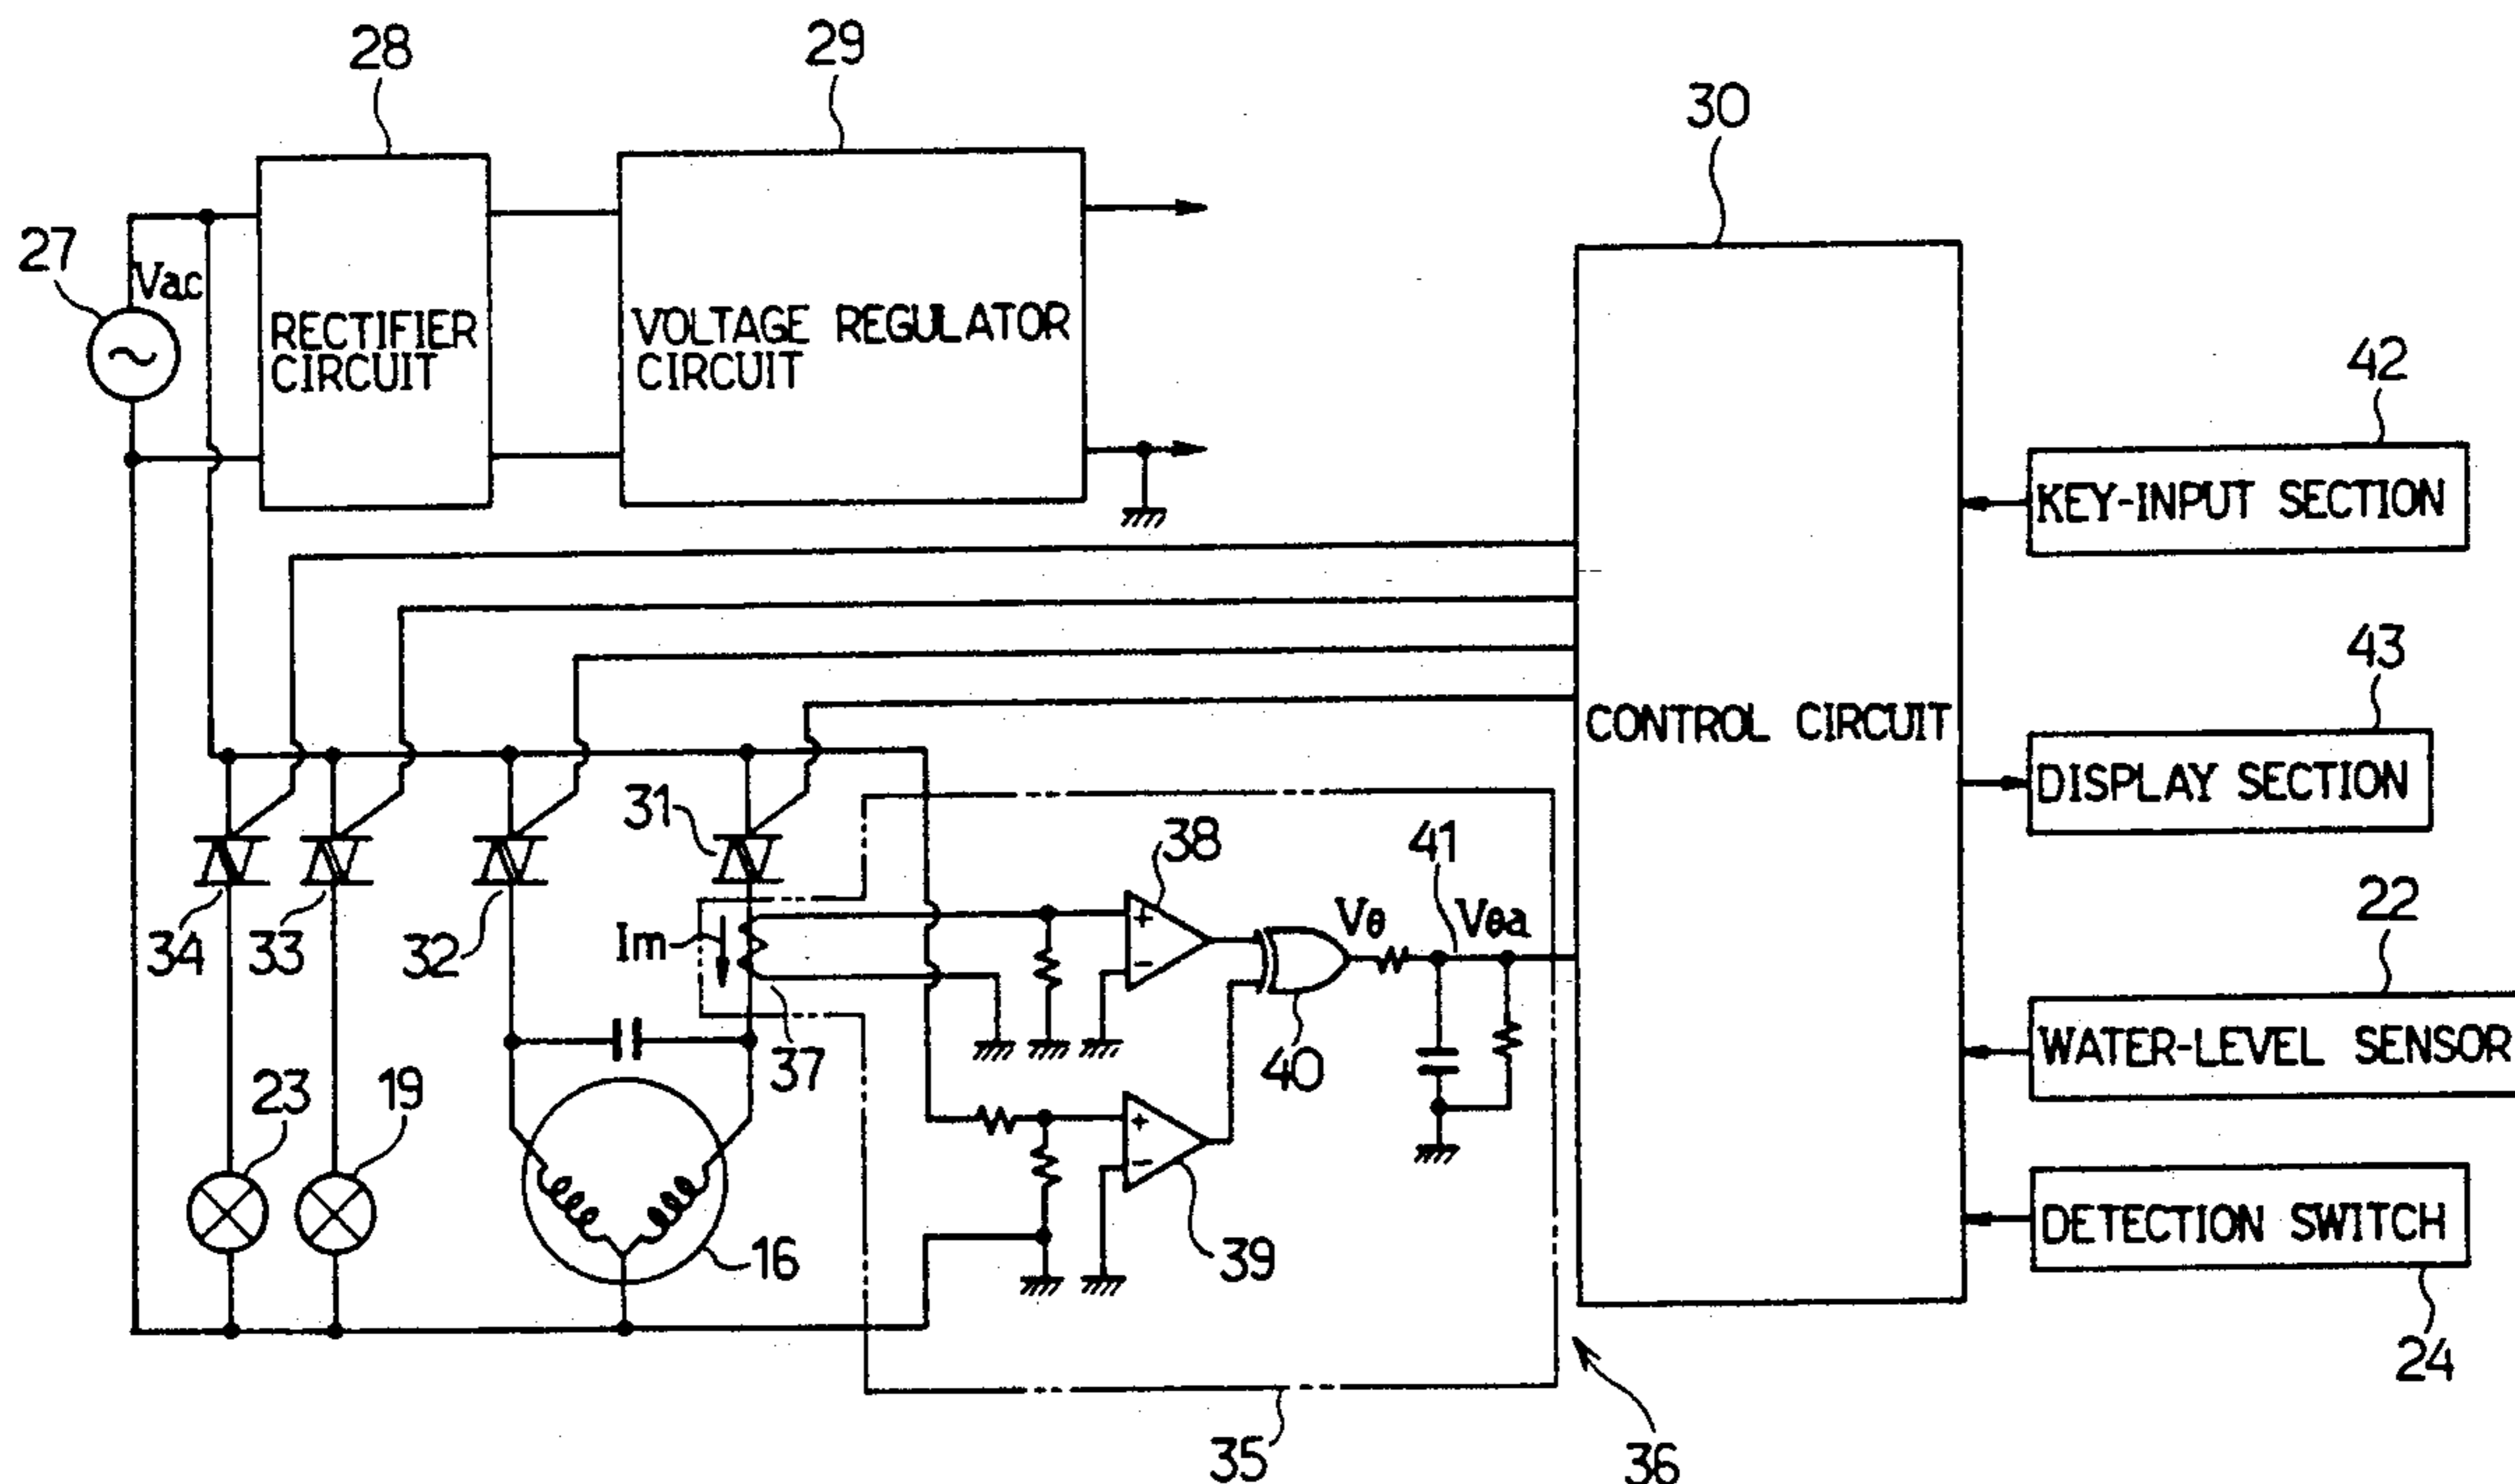 28
29
30
27
Vac
RECTIFIER
CIRCUIT
VOLTAGE REGULATOR
CIRCUIT
42
KEY-INPUT SECTION
43
CONTROL CIRCUIT
DISPLAY SECTION
31
38
41
34
33
32
Im
+
-
Vθ
Vθa
22
WATER-LEVEL SENSOR
37
40
23
19
+
-
16
39
DETECTION SWITCH
24
35
36